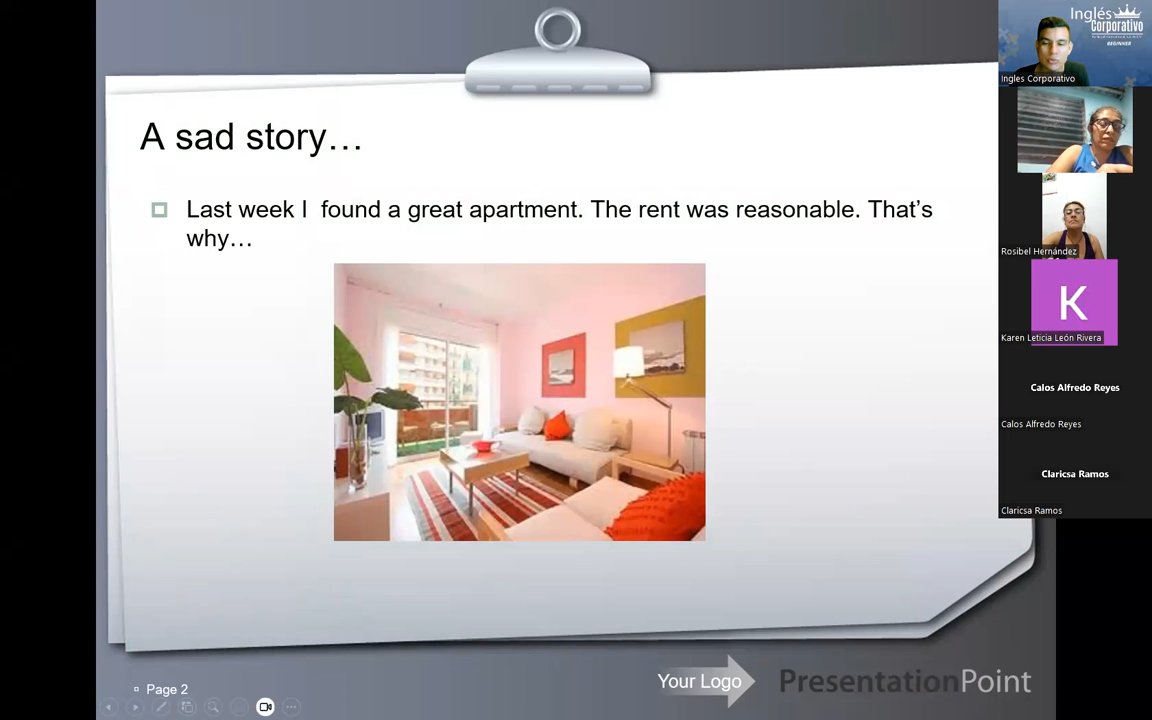 A sad story…
Last week I  found a great apartment. The rent was reasonable. That’s
why…
Page 2
Your Logo
PresentationPoint
Inglés
Corporativo
BEGINNER
Ingles Corporativo
Rosibel Hernández
K
Karen Leticia León Rivera
Calos Alfredo Reyes
Calos Alfredo Reyes
Claricsa Ramos
Claricsa Ramos